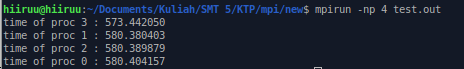 hiiruu@hiiruu:~/Documents/Kuliah/SMT 5/KTP/mpi/new$ mpirun -np 4 test.out
time of proc 3 : 573.442050
time of proc 1 : 580.380403
time of proc 2 : 580.389879
time of proc 0 : 580.404157